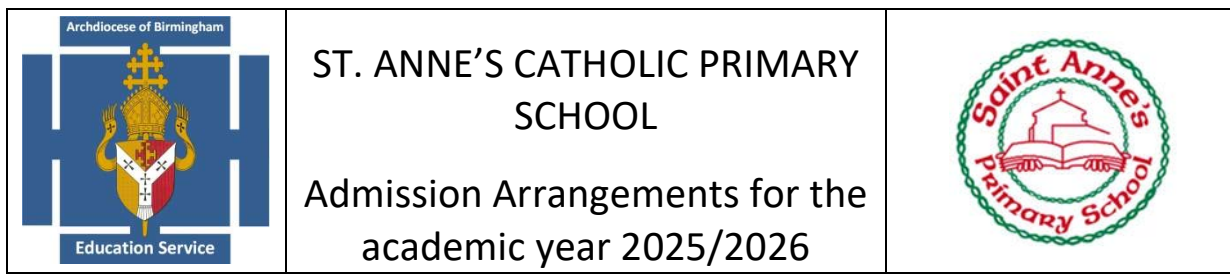 Archdiocese of Birmingham
Education Service
ST. ANNE’S CATHOLIC PRIMARY
SCHOOL
Admission Arrangements for the
academic year 2025/2026
Saint Anne's
Primary School